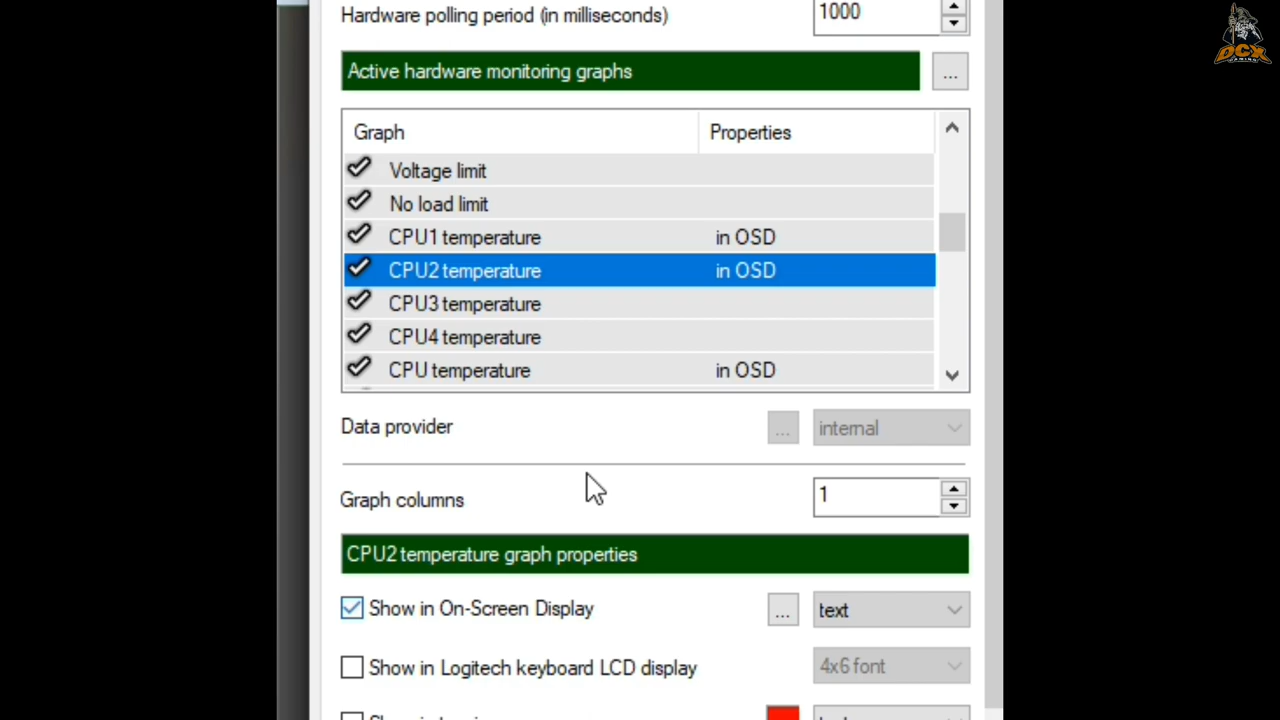 Hardware polling period (in milliseconds) 1000
Active hardware monitoring graphs ...
Graph Properties
Voltage limit
No load limit
CPU1 temperature in OSD
CPU2 temperature in OSD
CPU3 temperature
CPU4 temperature
CPU temperature in OSD
Data provider ... internal
Graph columns 1
CPU2 temperature graph properties
Show in On-Screen Display ... text
Show in Logitech keyboard LCD display 4x6 font
DCX
GAMING